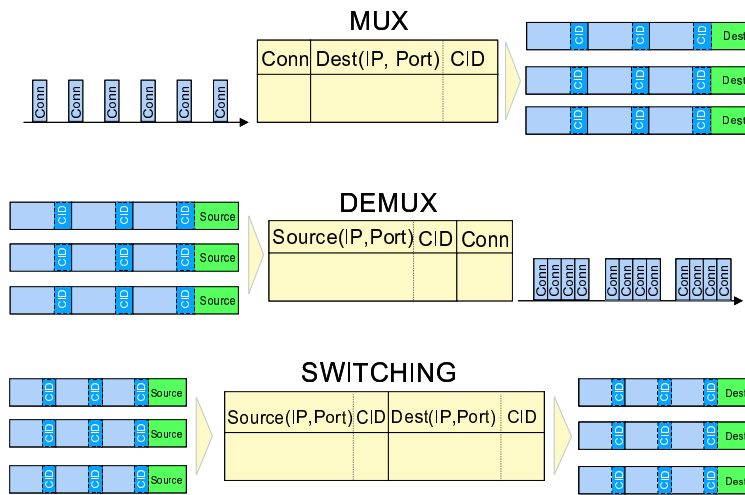 MUX
Conn Dest(IP, Port) CID
Conn Conn Conn Conn Conn Conn
CID CID CID Dest
CID CID CID Dest
CID CID CID Dest
DEMUX
CID CID CID Source
CID CID CID Source
CID CID CID Source
Source(IP,Port) CID Conn
Conn Conn Conn Conn Conn Conn Conn Conn Conn Conn Conn Conn
SWITCHING
CID CID CID Source
CID CID CID Source
CID CID CID Source
Source(IP,Port) CID Dest(IP,Port) CID
CID CID CID Dest
CID CID CID Dest
CID CID CID Dest